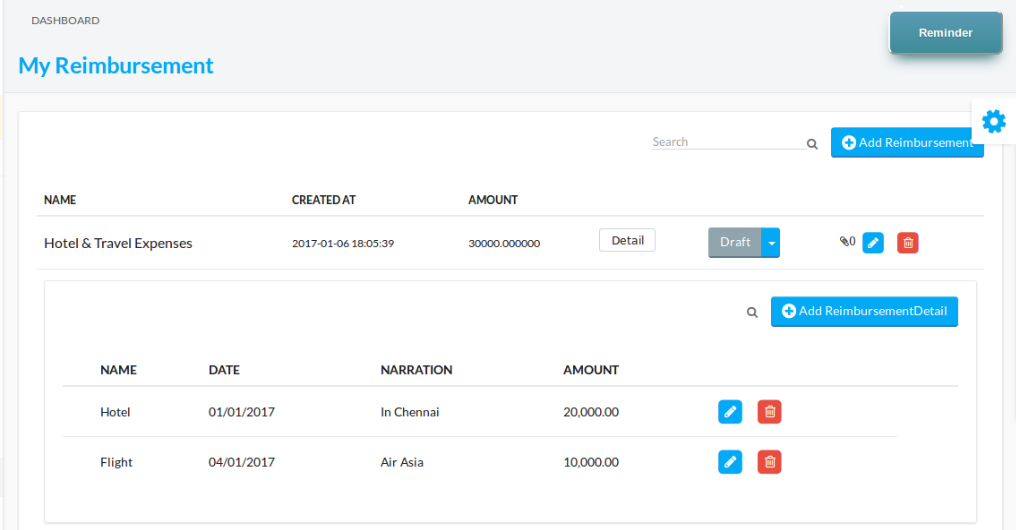 DASHBOARD
Reminder
My Reimbursement
Search Add Reimbursement
NAME CREATED AT AMOUNT
Hotel & Travel Expenses 2017-01-06 18:05:39 30000.000000 Detail Draft 0
Add ReimbursementDetail
NAME DATE NARRATION AMOUNT
Hotel 01/01/2017 In Chennai 20,000.00
Flight 04/01/2017 Air Asia 10,000.00